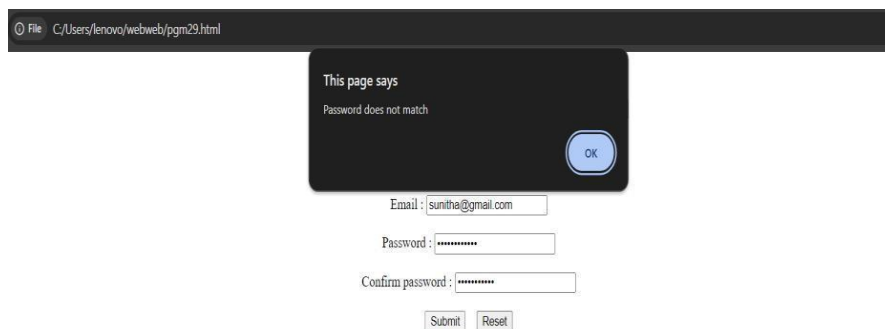 File C:/Users/lenovo/webweb/pgm29.html
This page says
Password does not match
OK
Email : sunitha@gmail.com
Password : ••••••••••••
Confirm password : •••••••••••
Submit Reset